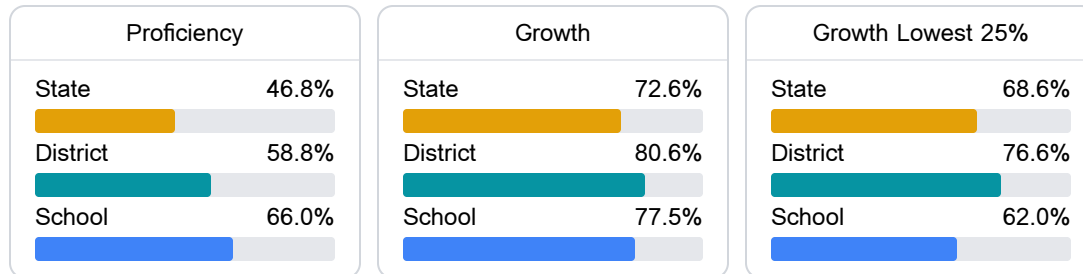 Proficiency
State 46.8%
District 58.8%
School 66.0%
Growth
State 72.6%
District 80.6%
School 77.5%
Growth Lowest 25%
State 68.6%
District 76.6%
School 62.0%